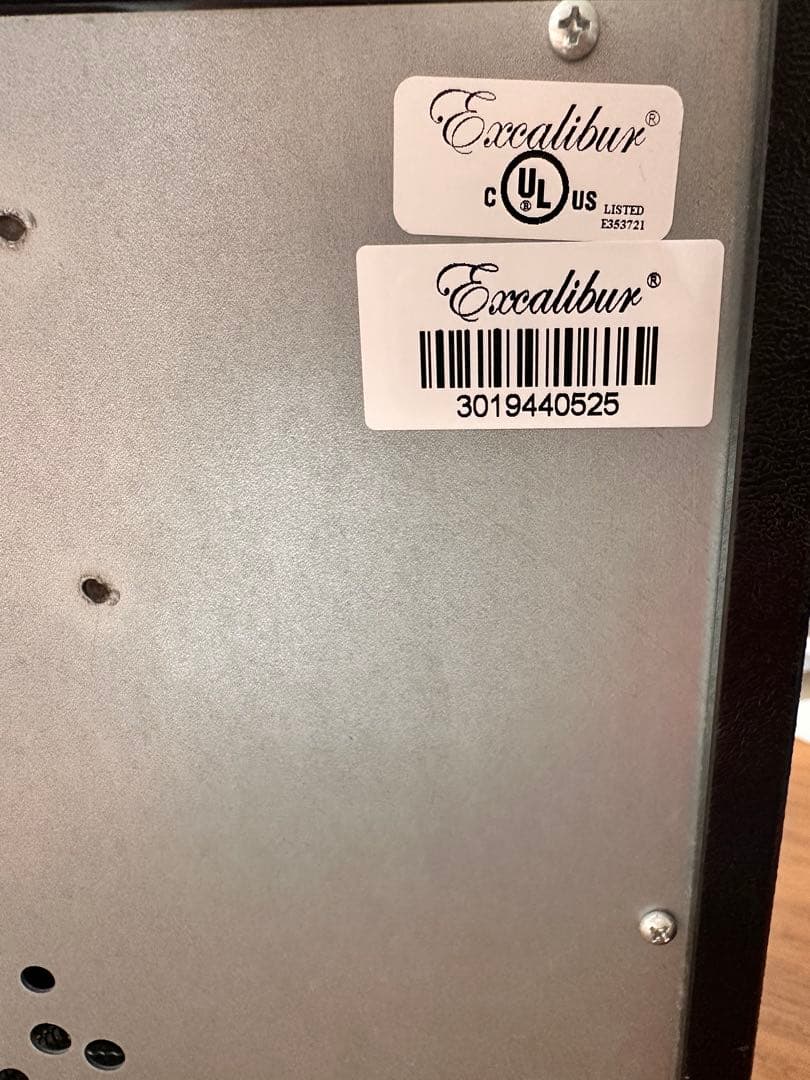 Excalibur®
C UL® US LISTED
E353721
Excalibur®
3019440525